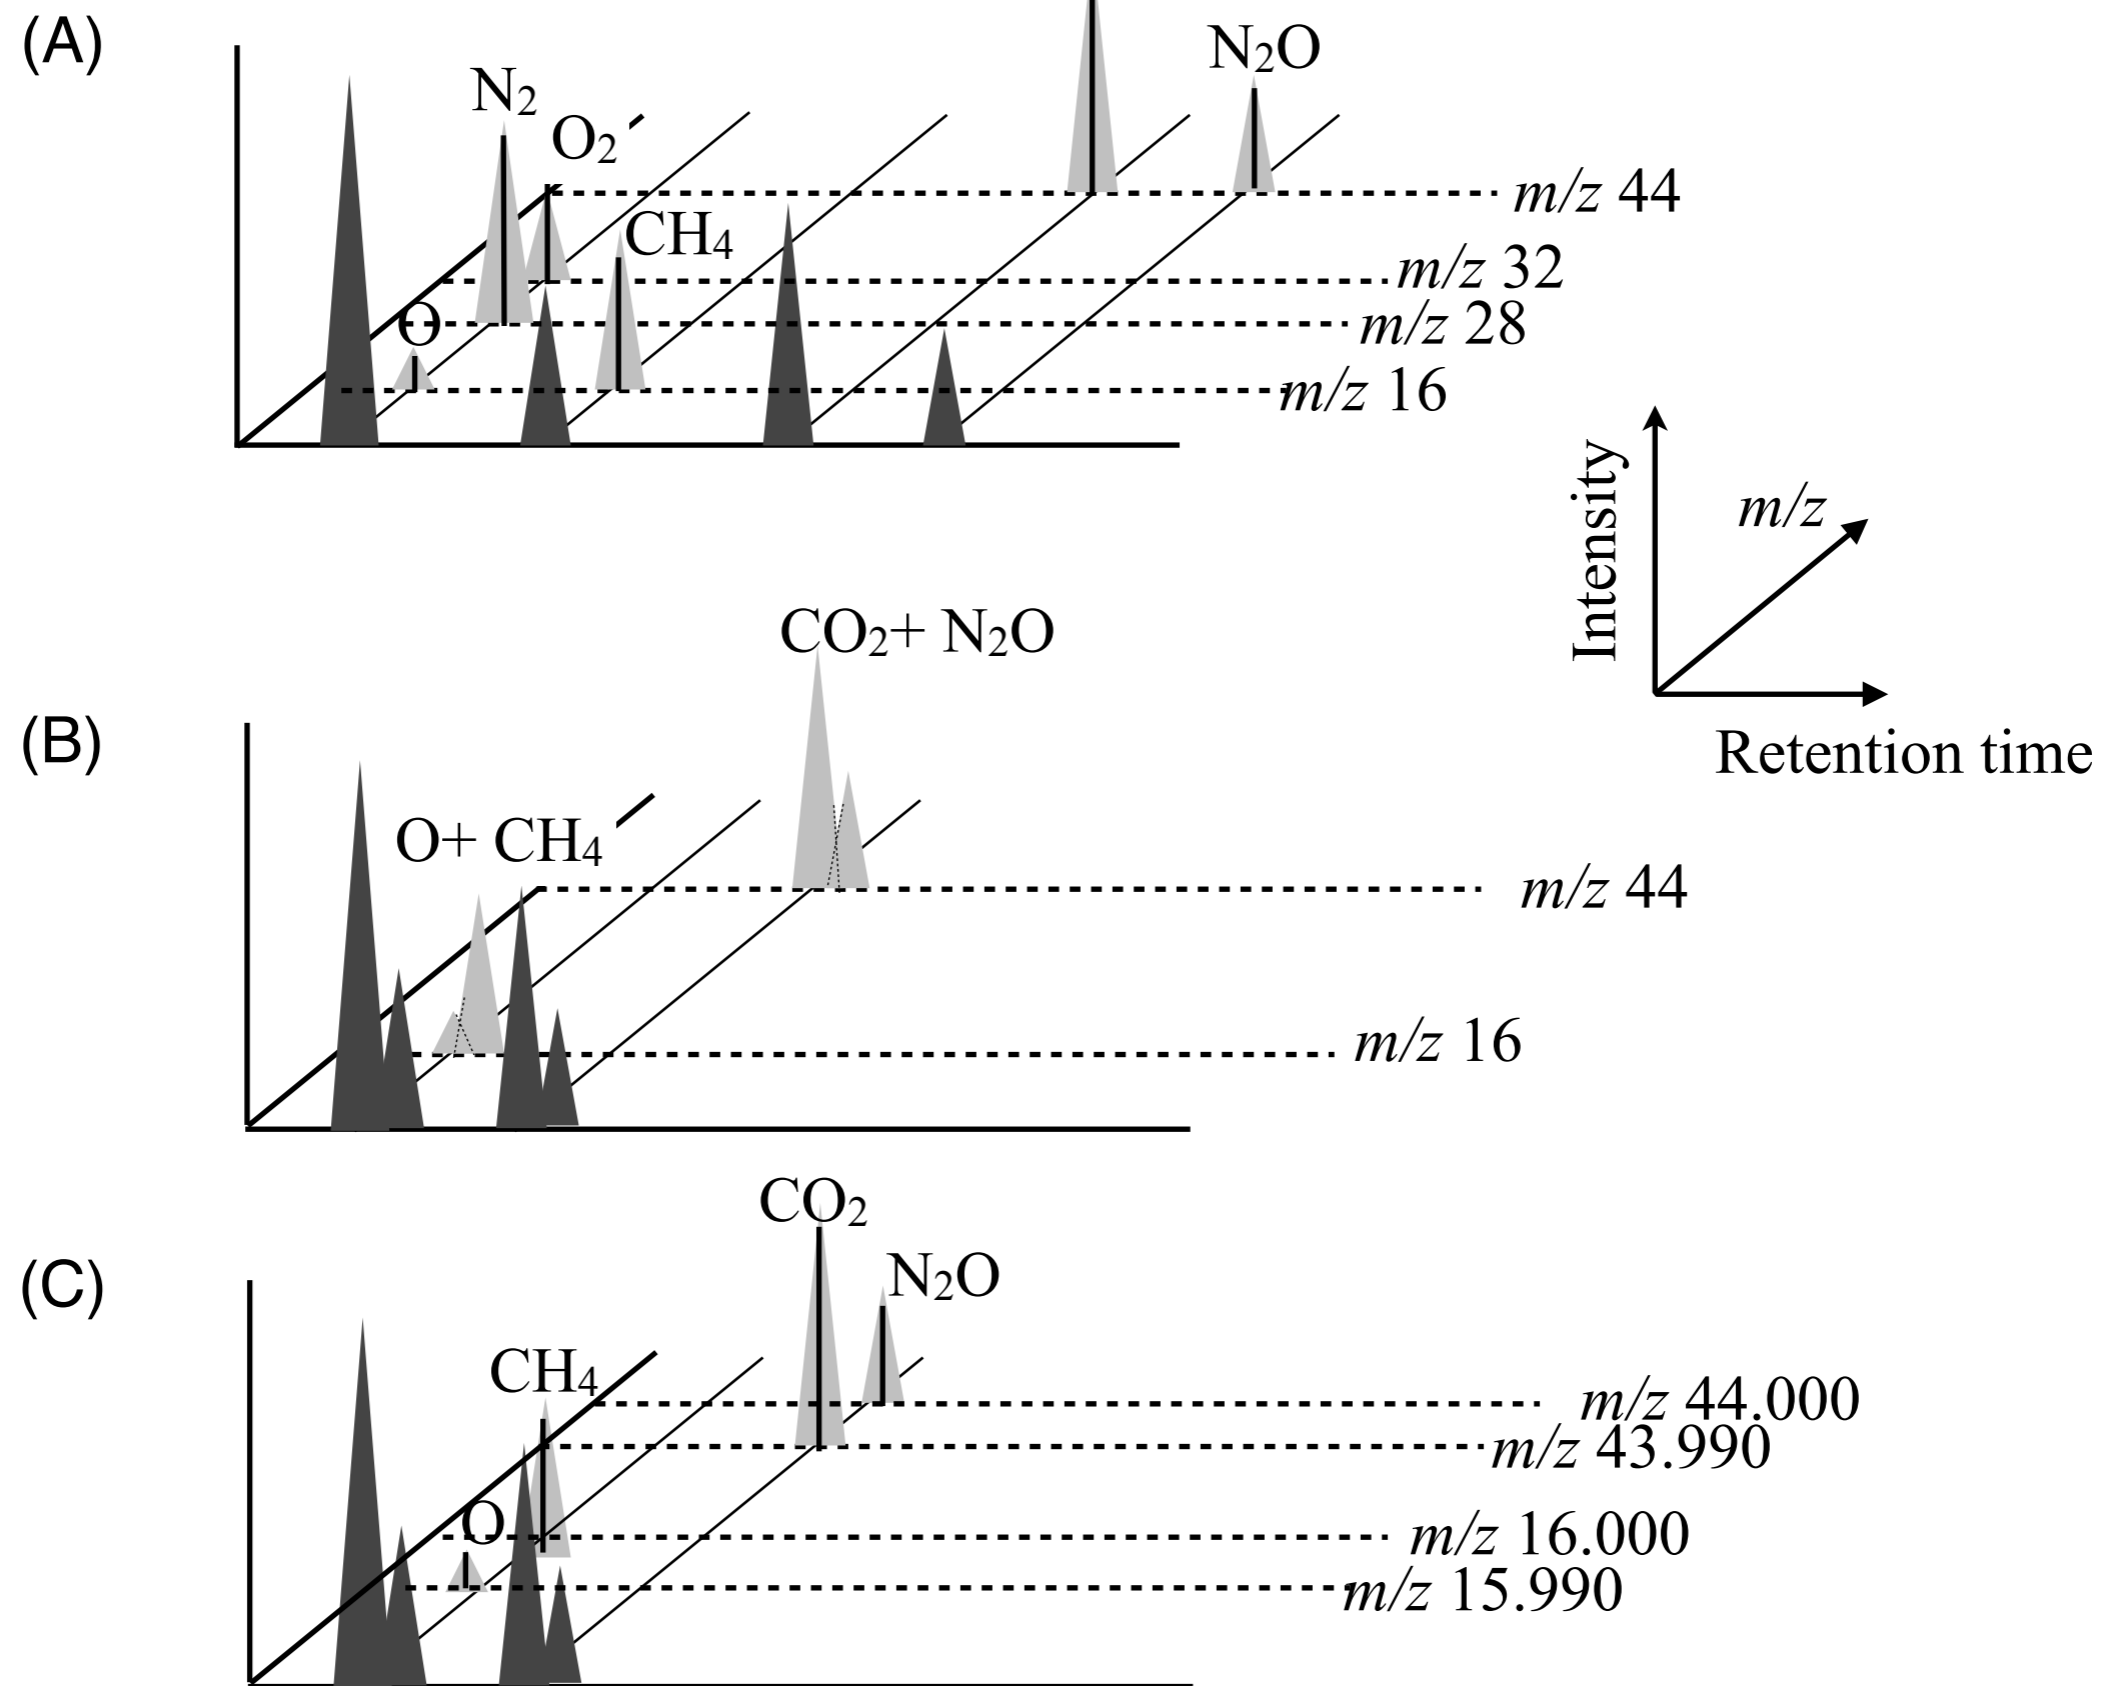 (A)
N2O
N2
O2
m/z 44
CH4
m/z 32
O
m/z 28
m/z 16
Intensity
m/z
Retention time
CO2+ N2O
(B)
O+ CH4
m/z 44
m/z 16
CO2
(C)
N2O
CH4
m/z 44.000
m/z 43.990
O
m/z 16.000
m/z 15.990